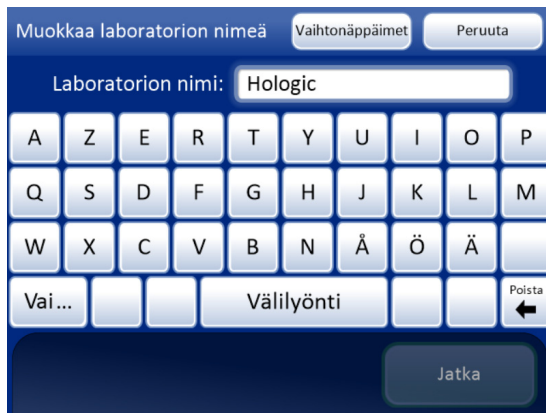 Muokkaa laboratorion nimeä Vaihtonäppäimet Peruuta
Laboratorion nimi: Hologic
A Z E R T Y U I O P
Q S D F G H J K L M
W X C V B N Å Ö Ä
Vai... Välilyönti Poista
Jatka